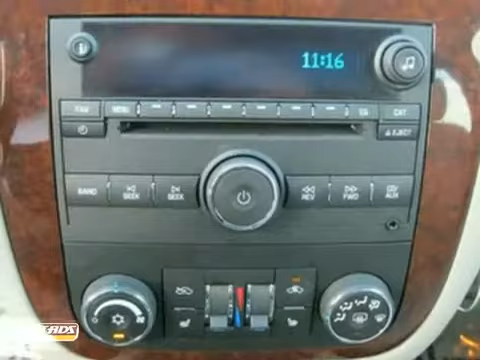 11:16
FAV
MENU
CAT
EJECT
BAND
SEEK
SEEK
REV
FWD
AUX